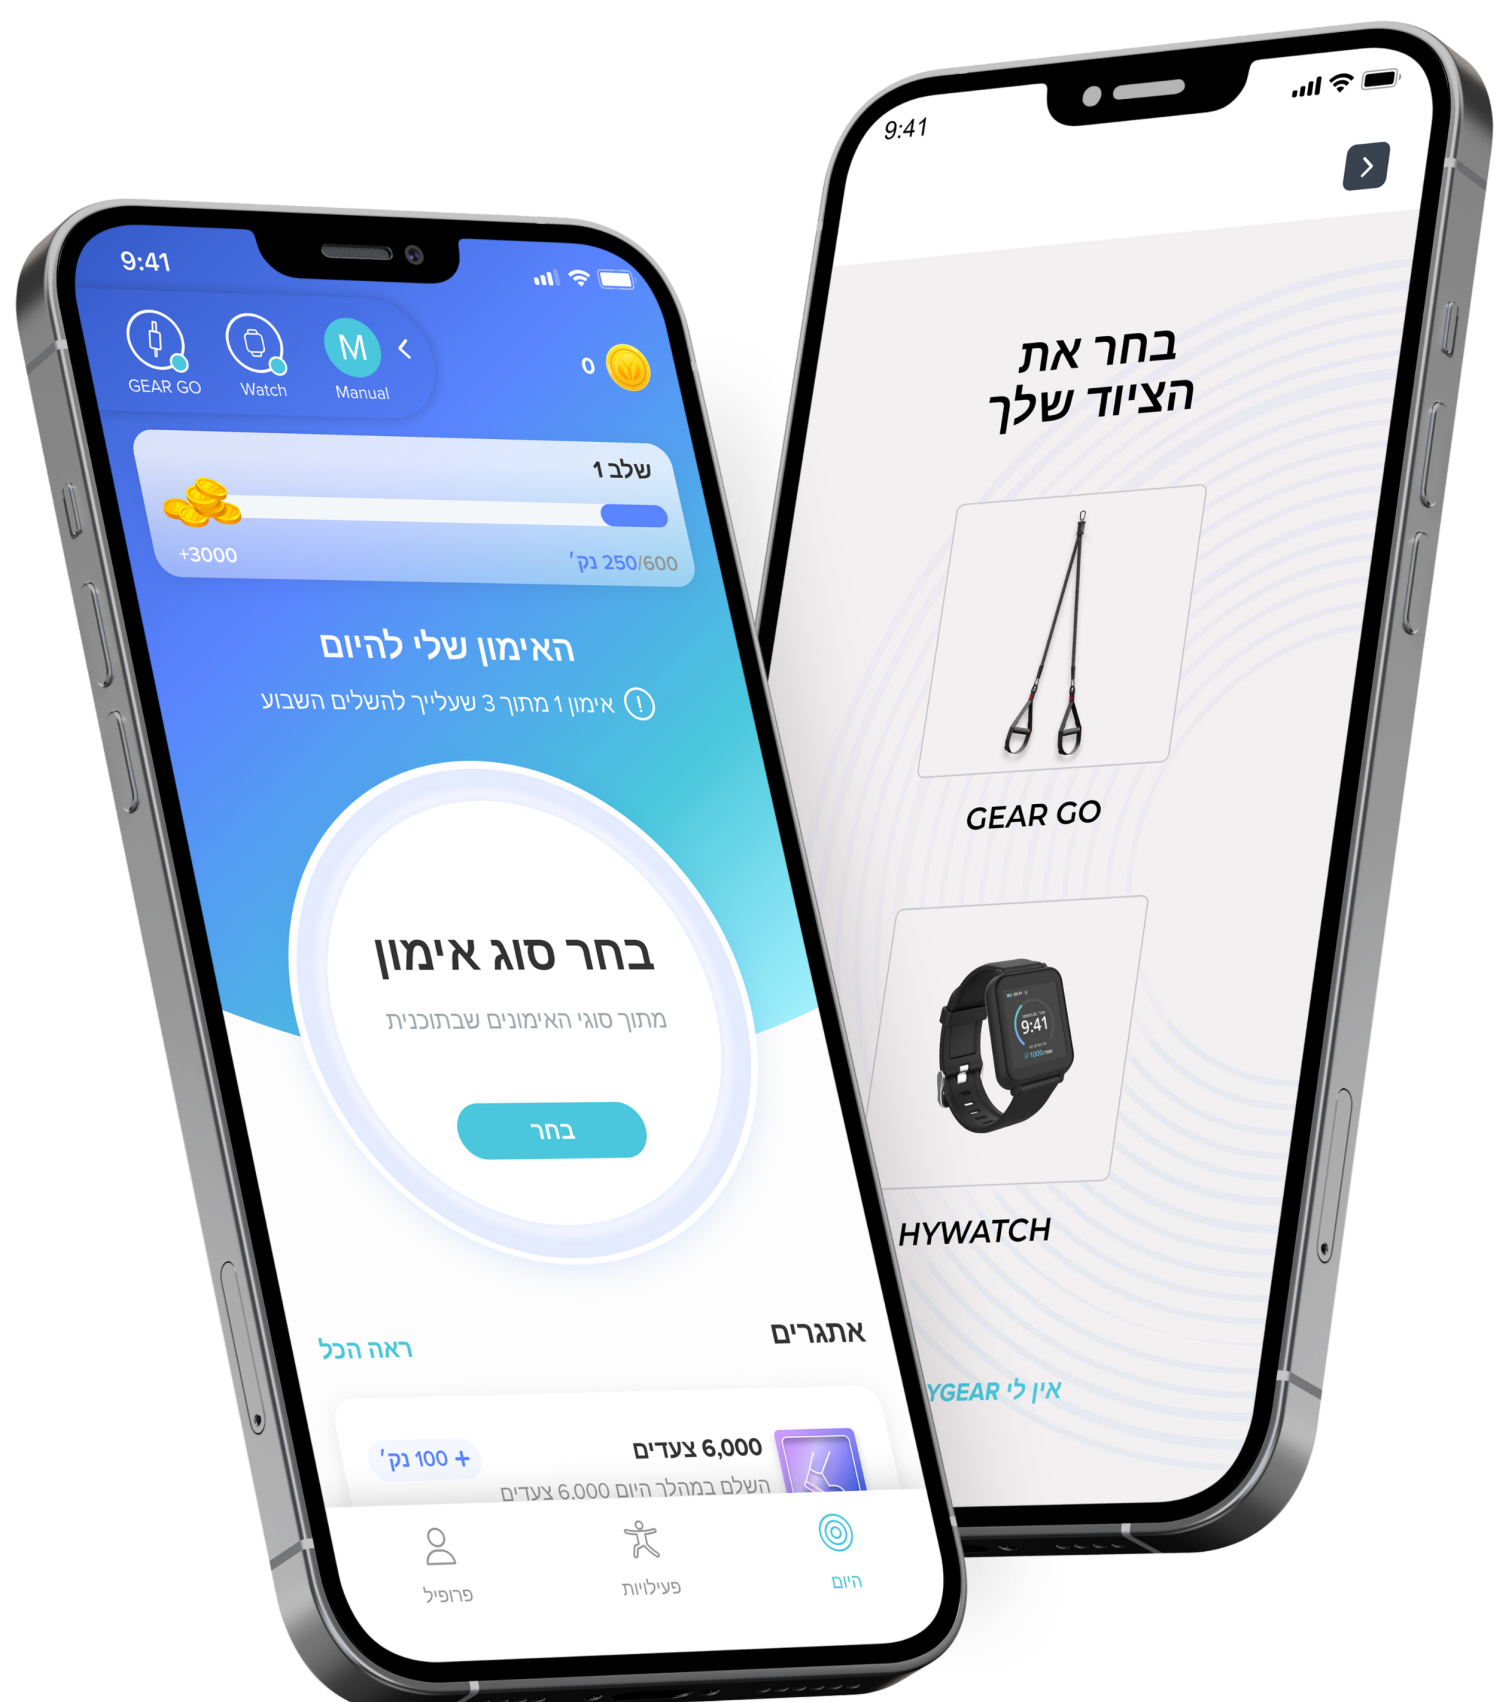 9:41
GEAR GO
Watch
M
Manual
0
שלב 1
+3000
250/600 נק׳
האימון שלי להיום
אימון 1 מתוך 3 שעלייך להשלים השבוע
בחר סוג אימון
מתוך סוגי האימונים שבתוכנית
בחר
אתגרים
ראה הכל
6,000 צעדים
+ 100 נק׳
השלם במהלך היום 6,000 צעדים
היום
פעילויות
פרופיל
9:41
בחר את
הציוד שלך
GEAR GO
9:41
HYWATCH
אין לי YGEAR